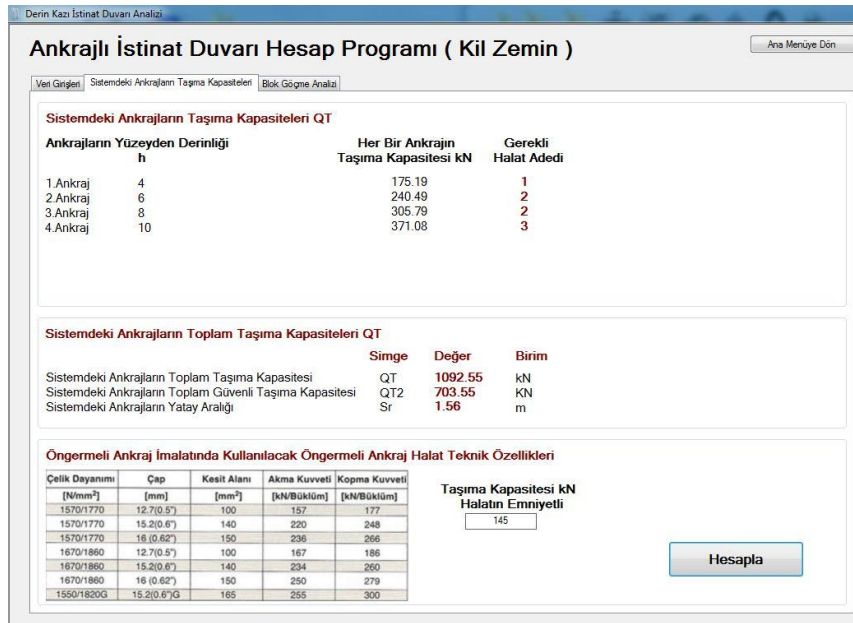 Derin Kazı İstinat Duvarı Analizi
Ankrajlı İstinat Duvarı Hesap Programı ( Kil Zemin )
Ana Menüye Dön
Veri Girişleri Sistemdeki Ankrajların Taşıma Kapasiteleri Blok Göçme Analizi
Sistemdeki Ankrajların Taşıma Kapasiteleri QT
Ankrajların Yüzeyden Derinliği Her Bir Ankrajın Gerekli
h Taşıma Kapasitesi kN Halat Adedi
1.Ankraj 4 175.19 1
2.Ankraj 6 240.49 2
3.Ankraj 8 305.79 2
4.Ankraj 10 371.08 3
Sistemdeki Ankrajların Toplam Taşıma Kapasiteleri QT
Simge Değer Birim
Sistemdeki Ankrajların Toplam Taşıma Kapasitesi QT 1092.55 kN
Sistemdeki Ankrajların Toplam Güvenli Taşıma Kapasitesi QT2 703.55 KN
Sistemdeki Ankrajların Yatay Aralığı Sr 1.56 m
Öngermeli Ankraj İmalatında Kullanılacak Öngermeli Ankraj Halat Teknik Özellikleri
Çelik Dayanımı Çap Kesit Alanı Akma Kuvveti Kopma Kuvveti
[N/mm²] [mm] [mm²] [kN/Büklüm] [kN/Büklüm]
1570/1770 12.7(0.5") 100 157 177
1570/1770 15.2(0.6") 140 220 248
1570/1770 16 (0.62") 150 236 266
1670/1860 12.7(0.5") 100 167 186
1670/1860 15.2(0.6") 140 234 260
1670/1860 16 (0.62") 150 250 279
1550/1820G 15.2(0.6")G 165 255 300
Taşıma Kapasitesi kN
Halatın Emniyetli
145
Hesapla